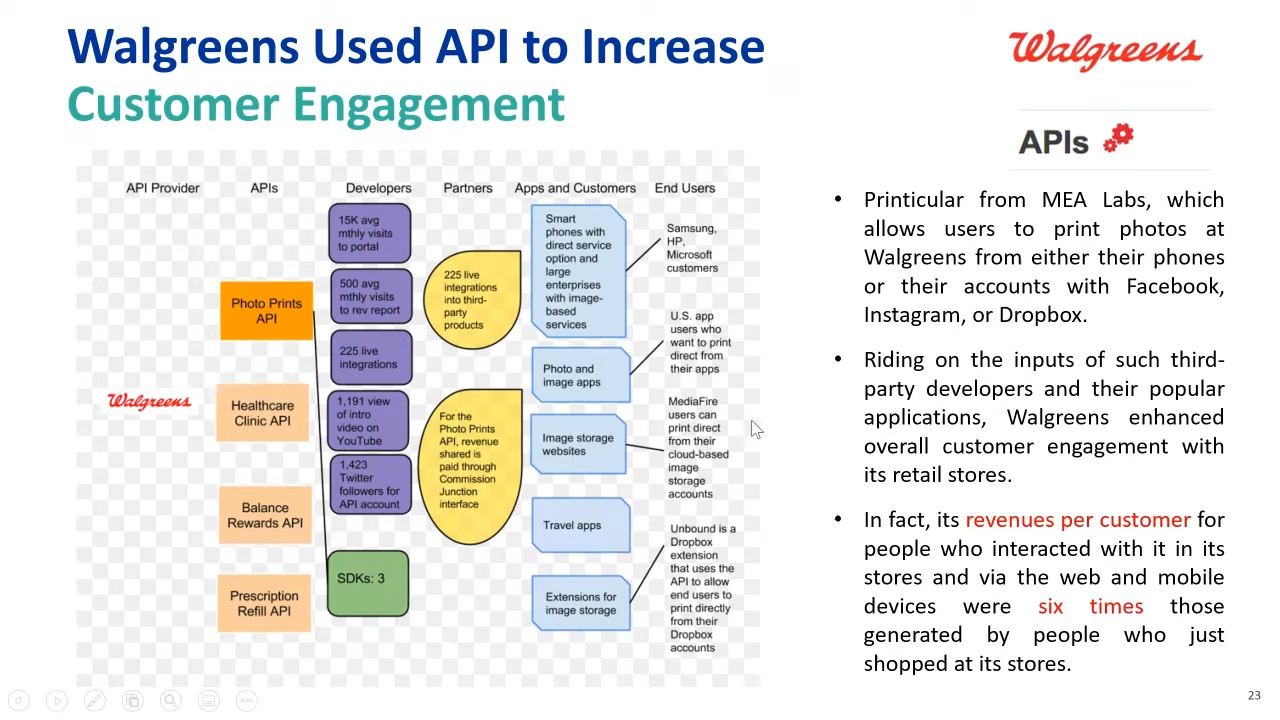 Walgreens Used API to Increase
Customer Engagement
Walgreens
APIs
API Provider
APIs
Developers
Partners
Apps and Customers
End Users
Walgreens
Photo Prints
API
Healthcare
Clinic API
Balance
Rewards API
Prescription
Refill API
15K avg
mthly visits
to portal
500 avg
mthly visits
to rev report
225 live
integrations
1,191 view
of intro
video on
YouTube
1,423
Twitter
followers for
API account
SDKs: 3
225 live
integrations
into third-
party
products
For the
Photo Prints
API, revenue
shared is
paid through
Commission
Junction
interface
Smart
phones with
direct service
option and
large
enterprises
with image-
based
services
Photo and
image apps
Image storage
websites
Travel apps
Extensions for
image storage
Samsung,
HP,
Microsoft
customers
U.S. app
users who
want to print
direct from
their apps
MediaFire
users can
print direct
from their
cloud-based
image
storage
accounts
Unbound is a
Dropbox
extension
that uses the
API to allow
end users to
print directly
from their
Dropbox
accounts
• Printicular from MEA Labs, which
allows users to print photos at
Walgreens from either their phones
or their accounts with Facebook,
Instagram, or Dropbox.
• Riding on the inputs of such third-
party developers and their popular
applications, Walgreens enhanced
overall customer engagement with
its retail stores.
• In fact, its revenues per customer for
people who interacted with it in its
stores and via the web and mobile
devices were six times those
generated by people who just
shopped at its stores.
23